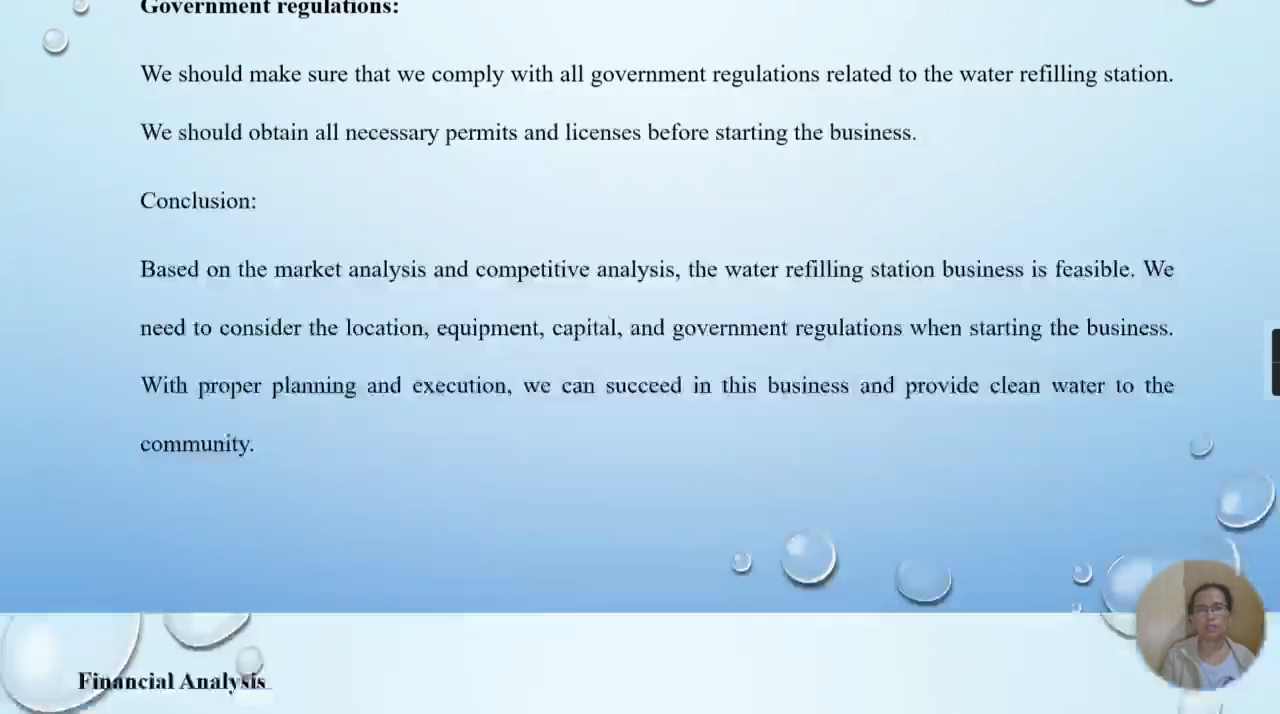 Government regulations:
We should make sure that we comply with all government regulations related to the water refilling station.
We should obtain all necessary permits and licenses before starting the business.
Conclusion:
Based on the market analysis and competitive analysis, the water refilling station business is feasible. We
need to consider the location, equipment, capital, and government regulations when starting the business.
With proper planning and execution, we can succeed in this business and provide clean water to the
community.
Financial Analysis